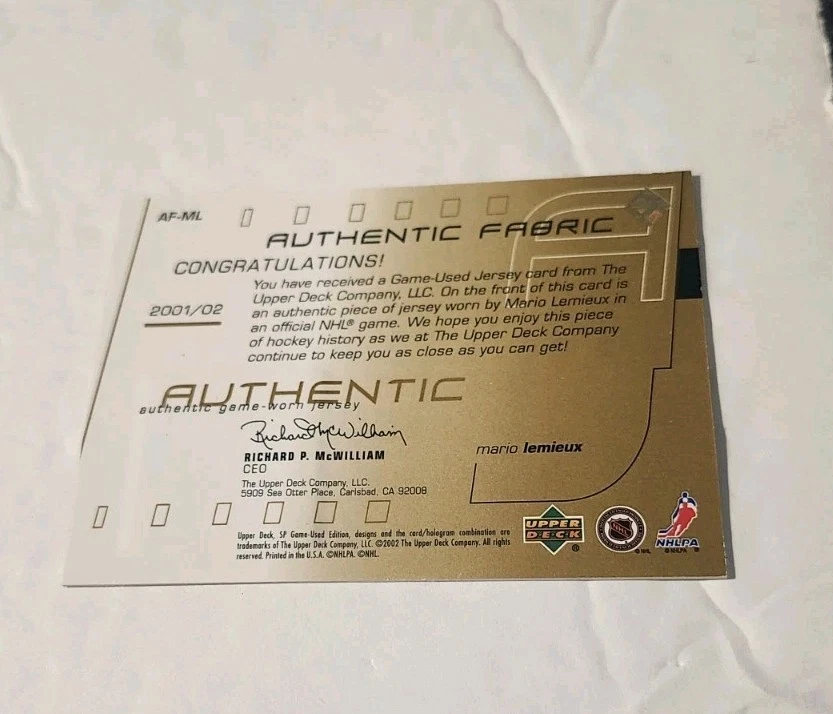 AF-ML
AUTHENTIC FABRIC
CONGRATULATIONS!
2001/02
You have received a Game-Used Jersey card from The
Upper Deck Company, LLC. On the front of this card is
an authentic piece of jersey worn by Mario Lemieux in
an official NHL® game. We hope you enjoy this piece
of hockey history as we at The Upper Deck Company
continue to keep you as close as you can get!
AUTHENTIC
authentic game-worn jersey
Richard McWilliam
RICHARD P. McWILLIAM
CEO
mario lemieux
The Upper Deck Company, LLC.
5909 Sea Otter Place, Carlsbad, CA 92008
Upper Deck, SP Game-Used Edition, designs and the card/hologram combination are
trademarks of The Upper Deck Company, LLC. ©2002 The Upper Deck Company. All rights
reserved. Printed in the U.S.A. ©NHLPA. ©NHL.
UPPER
DECK ®
NHL
© NHL
NHLPA
© NHLPA